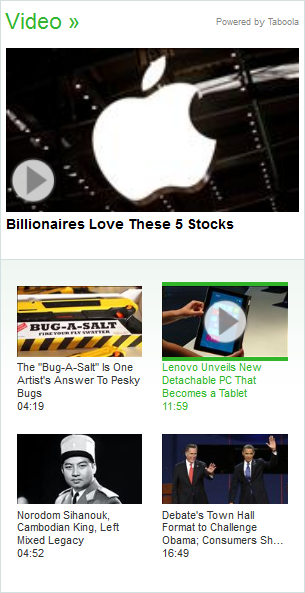 Video »
Powered by Taboola
Billionaires Love These 5 Stocks
BUG-A-SALT
FIRE YOUR FLY SWATTER
The "Bug-A-Salt" Is One
Artist's Answer To Pesky
Bugs
04:19
Lenovo Unveils New
Detachable PC That
Becomes a Tablet
11:59
Norodom Sihanouk,
Cambodian King, Left
Mixed Legacy
04:52
Debate's Town Hall
Format to Challenge
Obama; Consumers Sh...
16:49